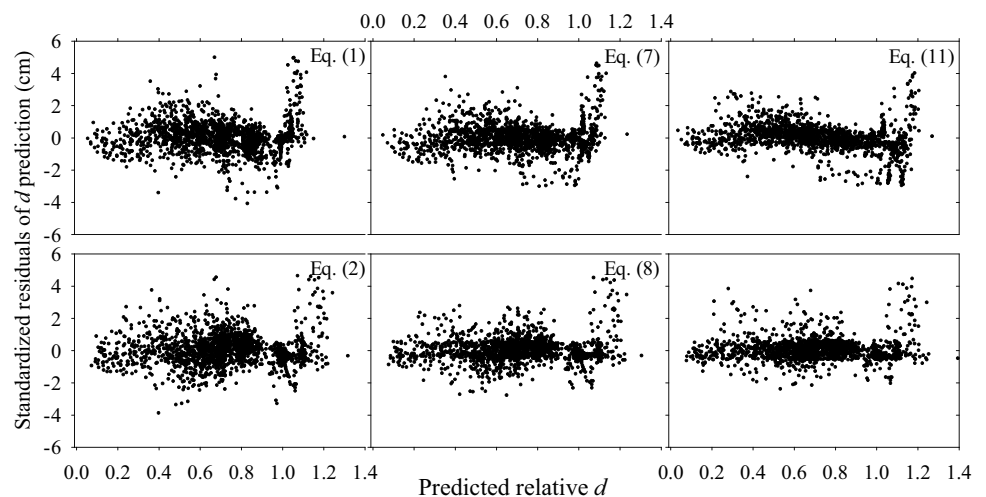 0.0 0.2 0.4 0.6 0.8 1.0 1.2 1.4
Standardized residuals of d prediction (cm)
6
4
2
0
-2
-4
-6
Eq. (1)
Eq. (7)
Eq. (11)
6
4
2
0
-2
-4
-6
Eq. (2)
Eq. (8)
0.0 0.2 0.4 0.6 0.8 1.0 1.2 1.4
0.0 0.2 0.4 0.6 0.8 1.0 1.2 1.4
Predicted relative d